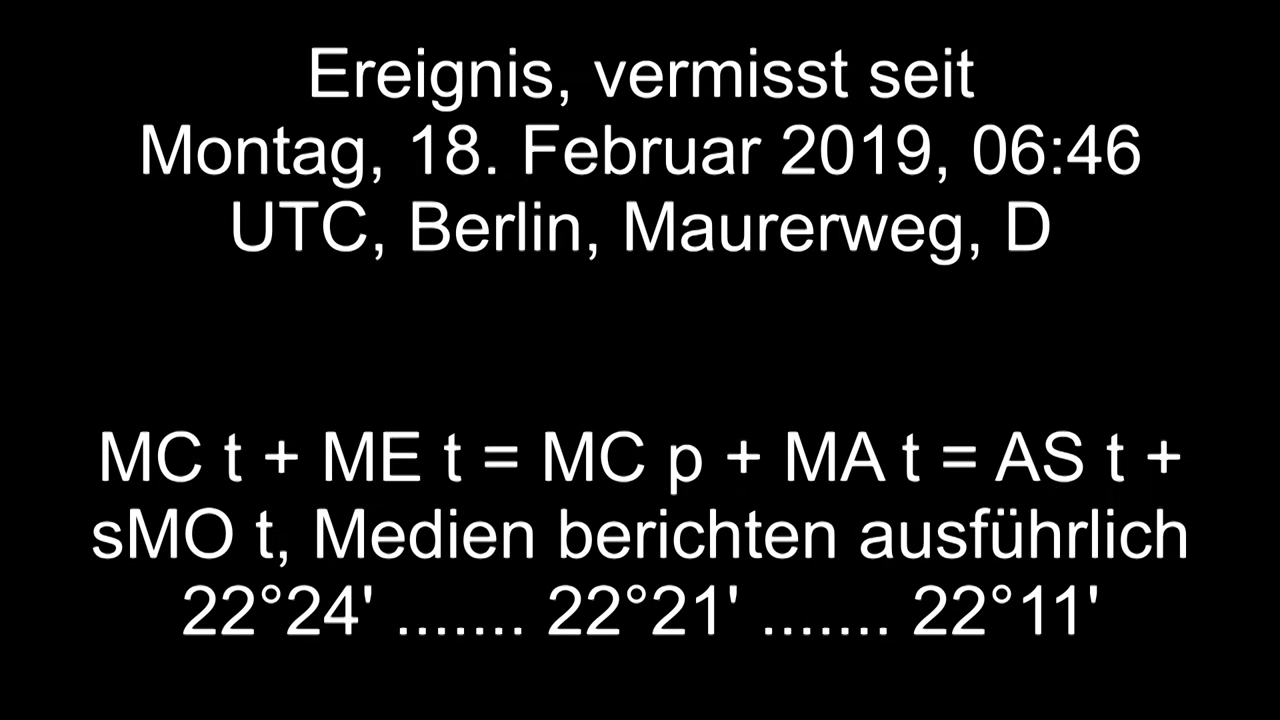 Ereignis, vermisst seit
Montag, 18. Februar 2019, 06:46
UTC, Berlin, Maurerweg, D
MC t + ME t = MC p + MA t = AS t +
sMO t, Medien berichten ausführlich
22°24' ....... 22°21' ....... 22°11'